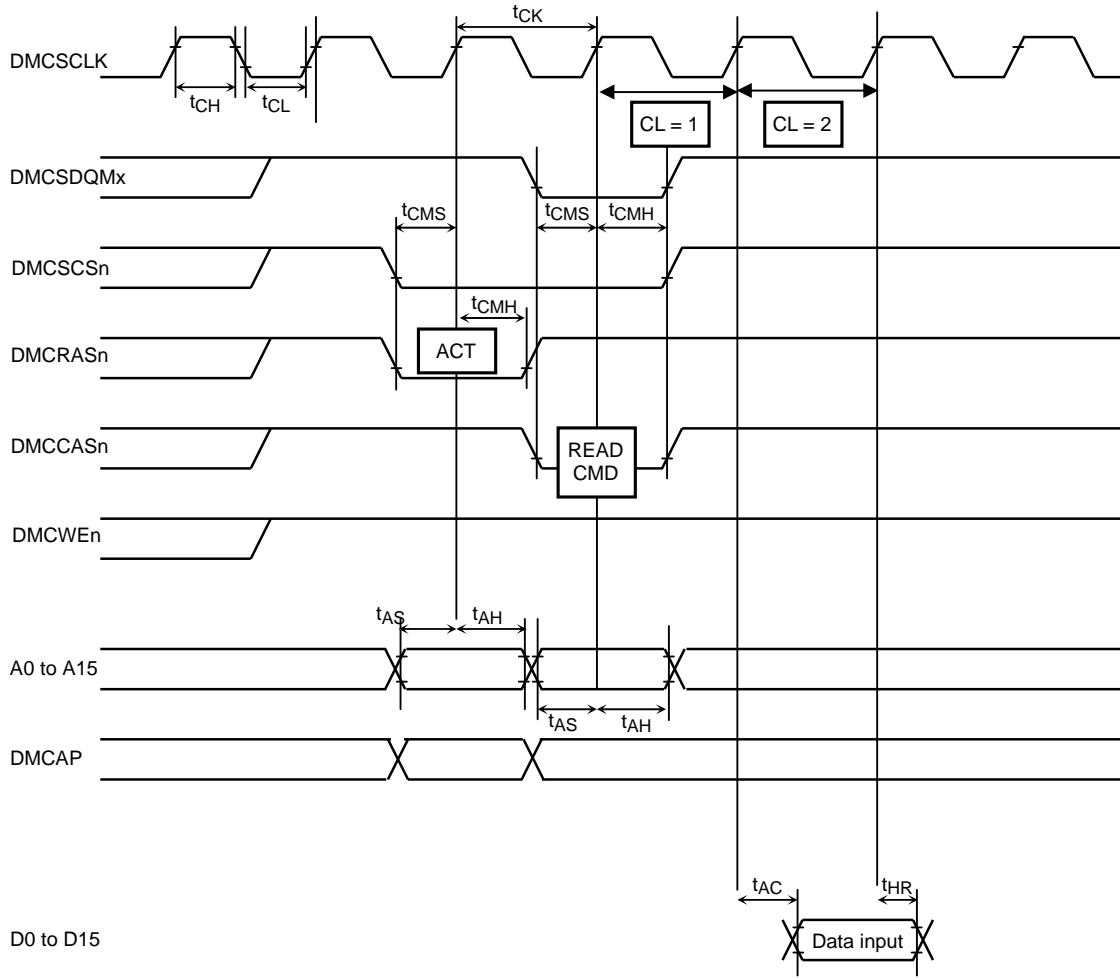 tCK
DMCSCLK
tCH
tCL
CL = 1
CL = 2
DMCSDQMx
tCMS
tCMS
tCMH
DMCSCSn
tCMH
DMCRASn
ACT
DMCCASn
READ
CMD
DMCWEn
tAS
tAH
A0 to A15
tAS
tAH
DMCAP
tAC
tHR
D0 to D15
Data input